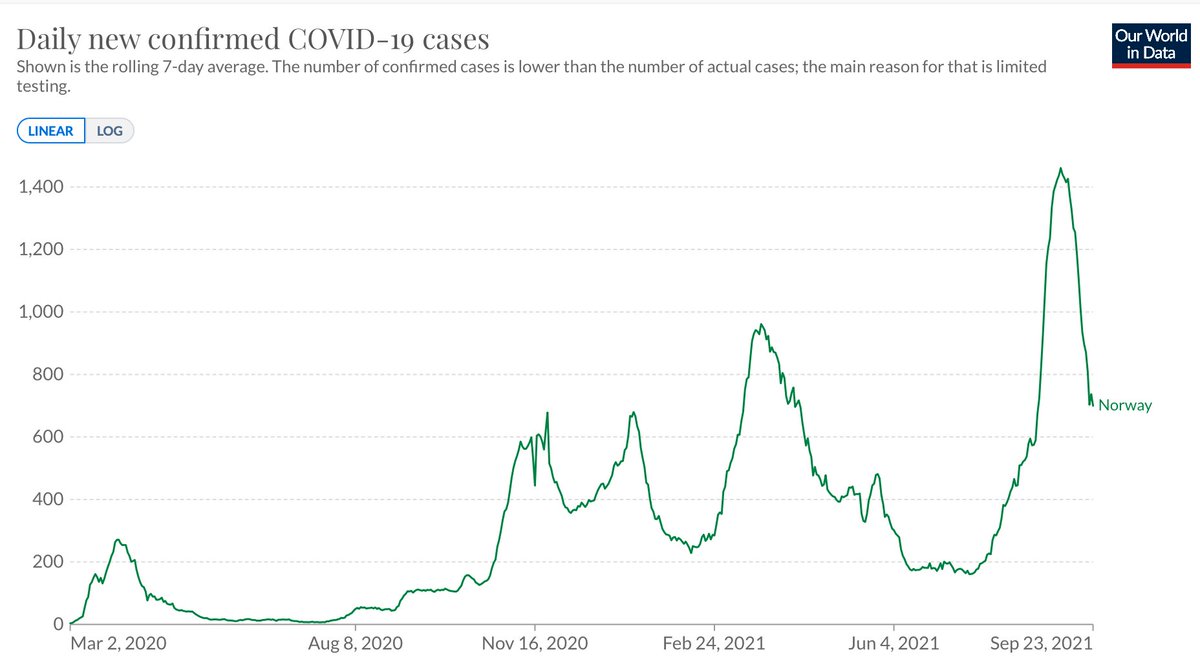 Daily new confirmed COVID-19 cases
Shown is the rolling 7-day average. The number of confirmed cases is lower than the number of actual cases; the main reason for that is limited
testing.
Our World
in Data
LINEAR
LOG
1,400
1,200
1,000
800
600
400
200
0
Norway
Mar 2, 2020
Aug 8, 2020
Nov 16, 2020
Feb 24, 2021
Jun 4, 2021
Sep 23, 2021